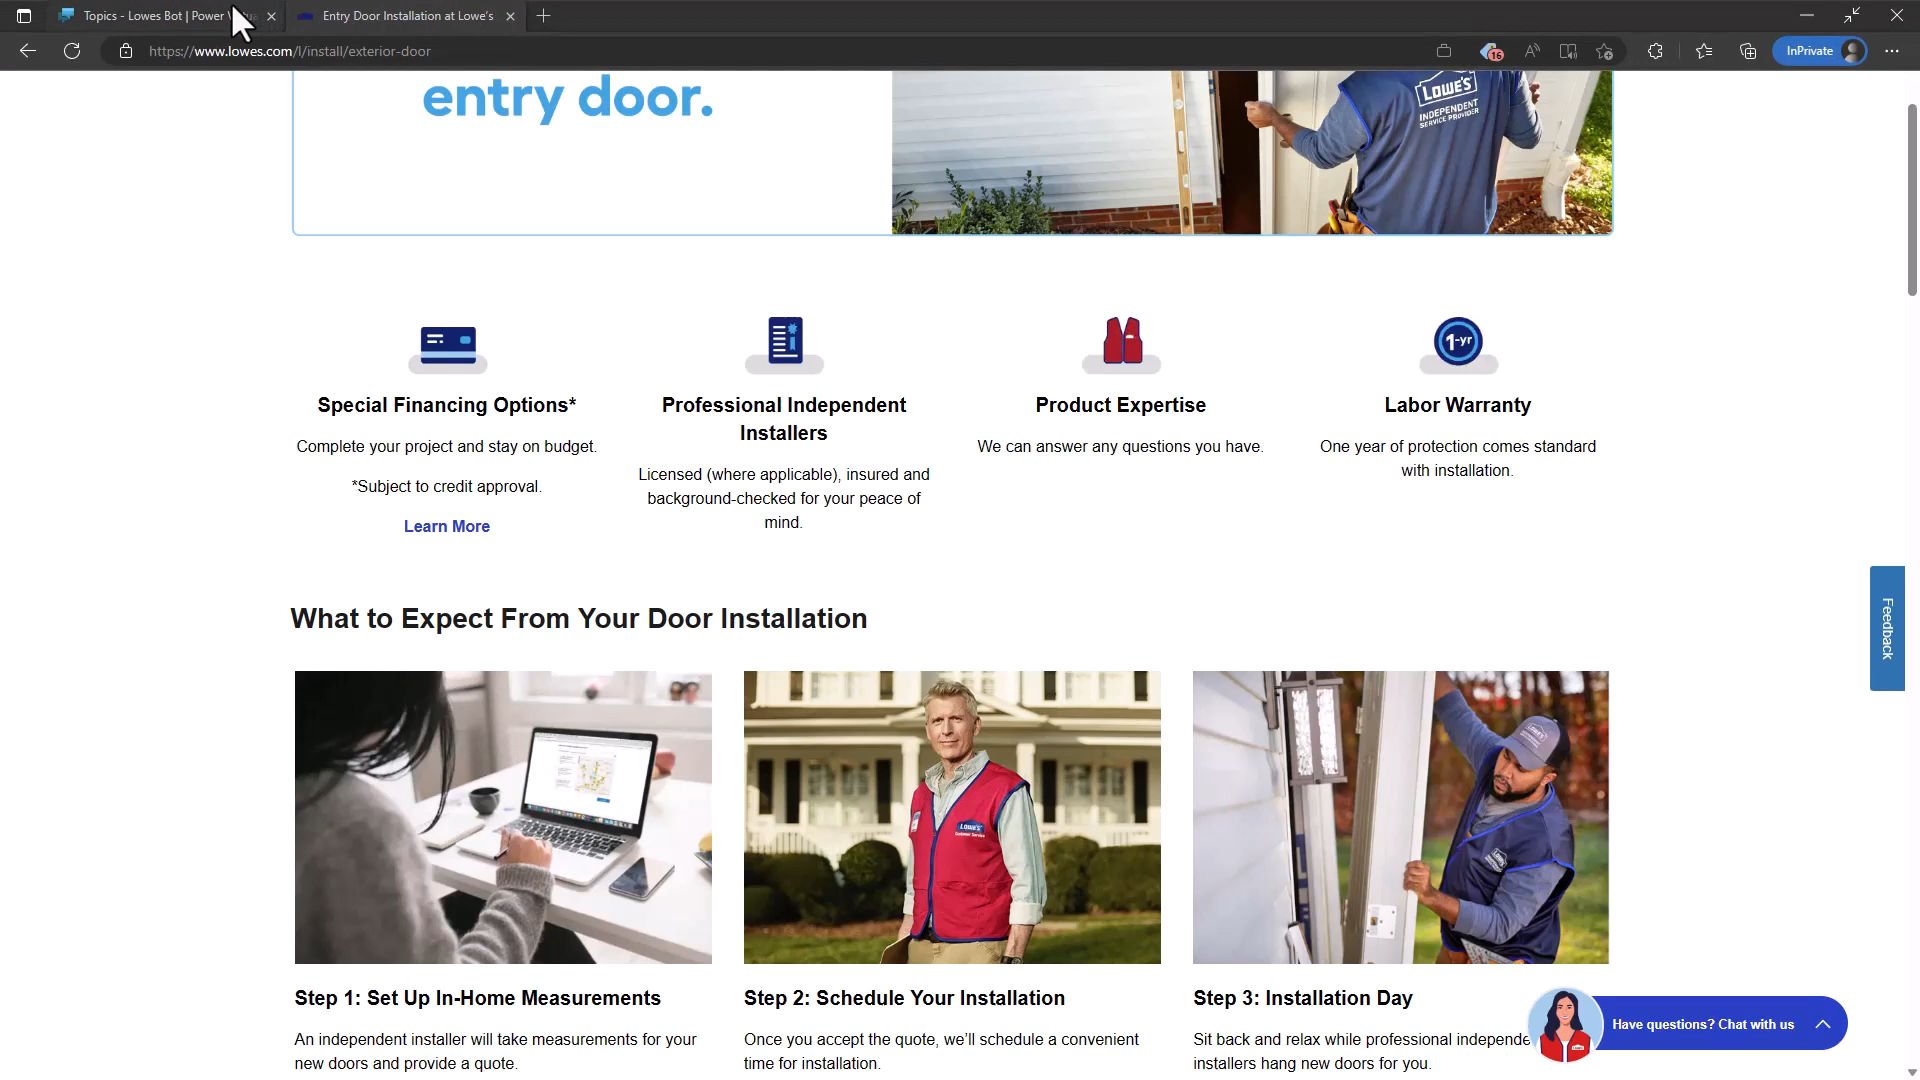 Topics - Lowes Bot | Power
Entry Door Installation at Lowe's
https://www.lowes.com/l/install/exterior-door
16
InPrivate
entry door.
LOWE'S
INDEPENDENT
SERVICE PROVIDER
1-yr
Special Financing Options*
Complete your project and stay on budget.
*Subject to credit approval.
Learn More
Professional Independent
Installers
Licensed (where applicable), insured and
background-checked for your peace of
mind.
Product Expertise
We can answer any questions you have.
Labor Warranty
One year of protection comes standard
with installation.
Feedback
What to Expect From Your Door Installation
LOWE'S
Step 1: Set Up In-Home Measurements
An independent installer will take measurements for your
new doors and provide a quote.
Step 2: Schedule Your Installation
Once you accept the quote, we'll schedule a convenient
time for installation.
Step 3: Installation Day
Sit back and relax while professional independe
installers hang new doors for you.
Have questions? Chat with us